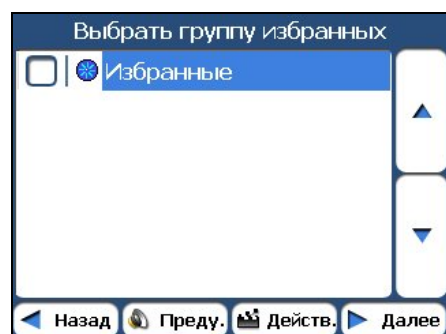 Выбрать группу избранных
Избранные
Назад Преду. Действ. Далее